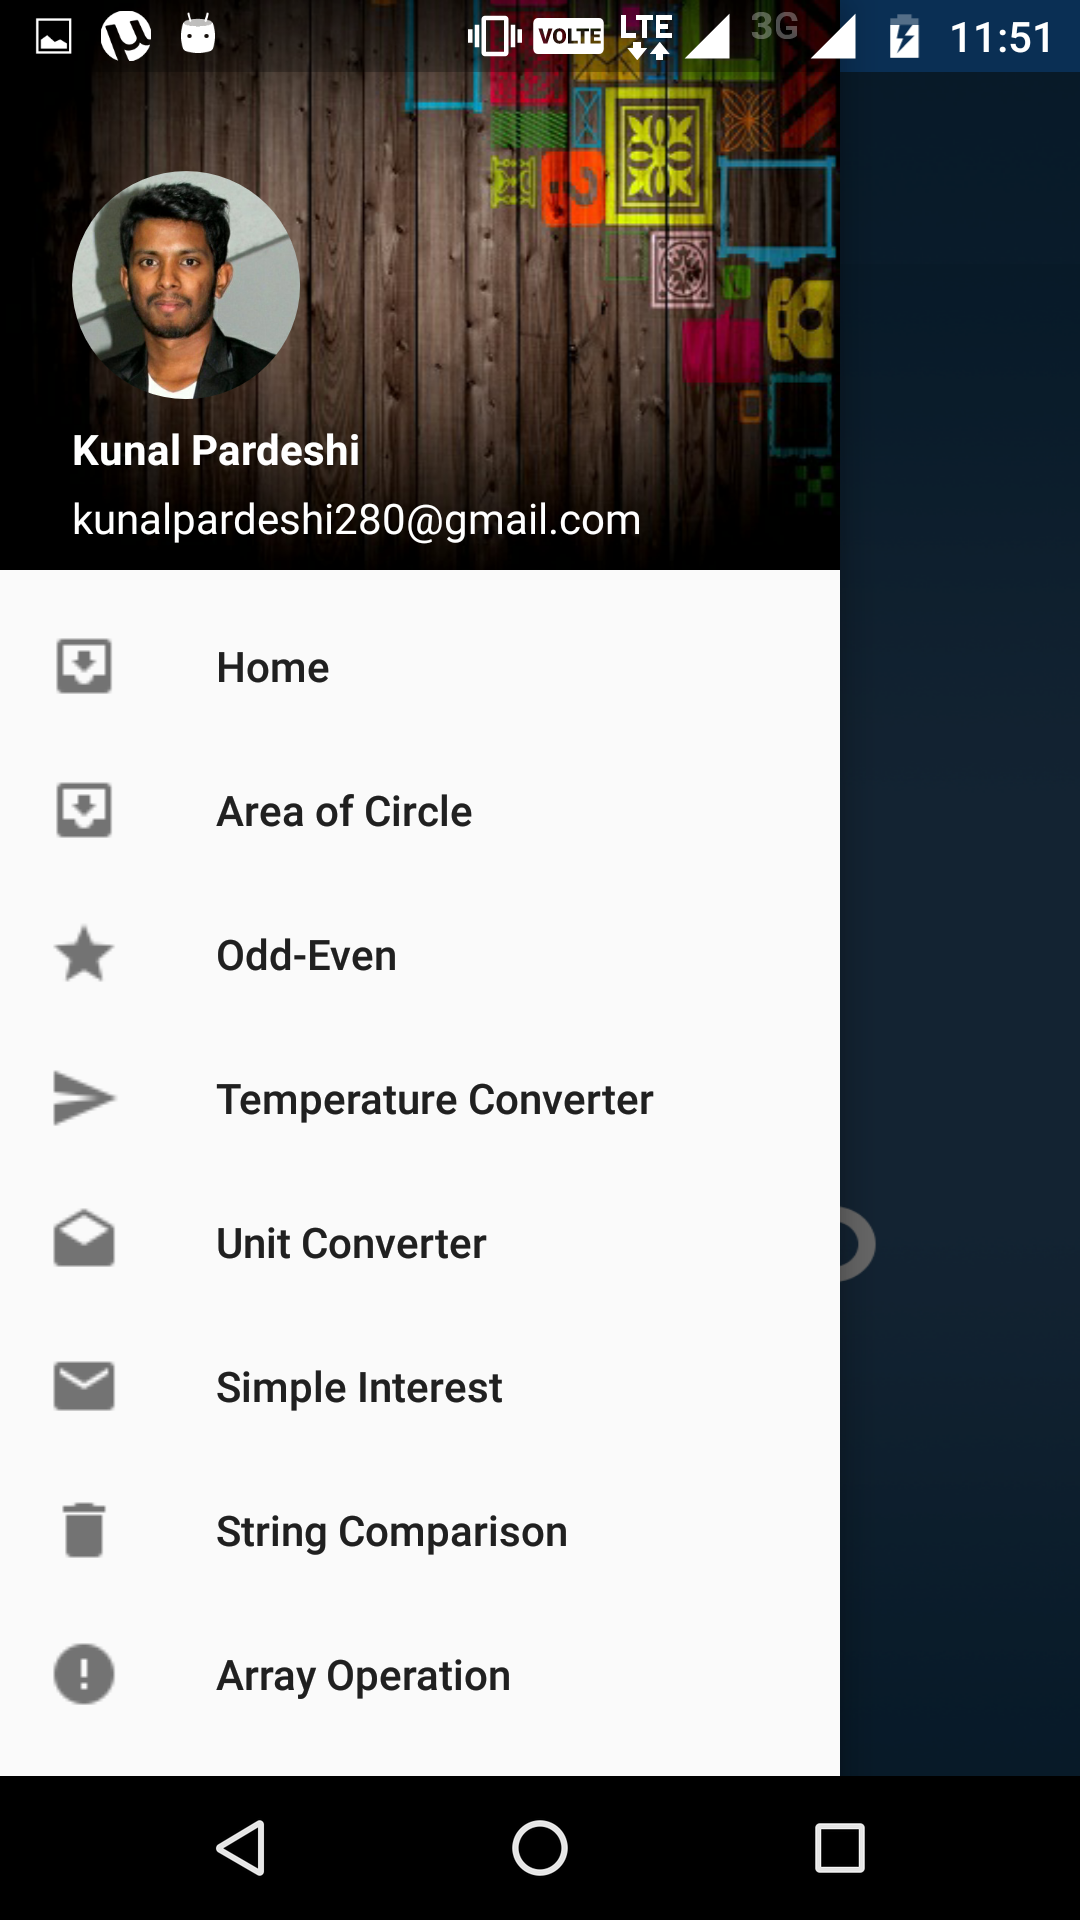 VOLTE LTE 3G 11:51
Kunal Pardeshi
kunalpardeshi280@gmail.com
Home
Area of Circle
Odd-Even
Temperature Converter
Unit Converter
Simple Interest
String Comparison
Array Operation